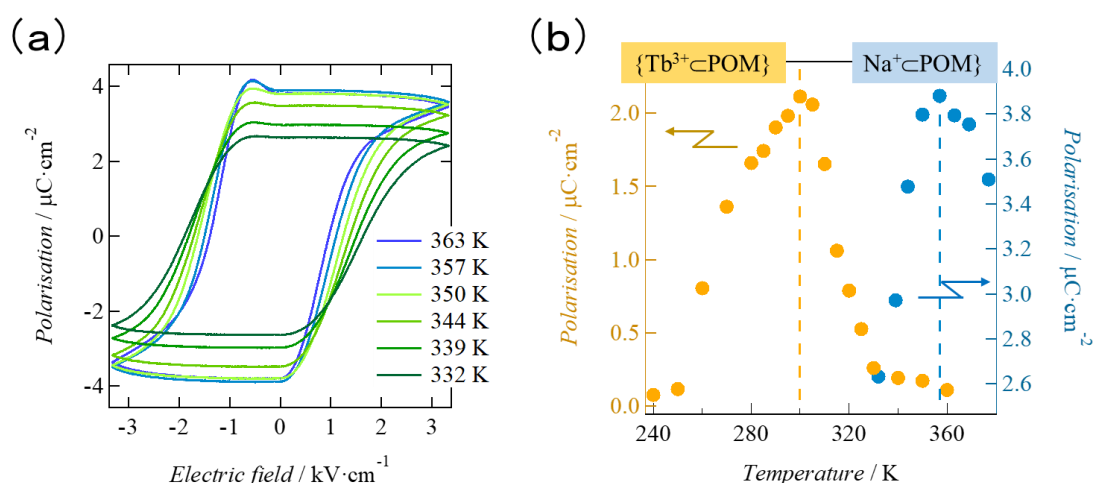 (a)
4
2
0
-2
-4
Polarisation / μC·cm⁻²
363 K
357 K
350 K
344 K
339 K
332 K
-3 -2 -1 0 1 2 3
Electric field / kV·cm⁻¹
(b)
{Tb³⁺⊂POM}
Na⁺⊂POM}
2.0
1.5
1.0
0.5
0.0
Polarisation / μC·cm⁻²
4.0
3.8
3.6
3.4
3.2
3.0
2.8
2.6
Polarisation / μC·cm⁻²
240 280 320 360
Temperature / K